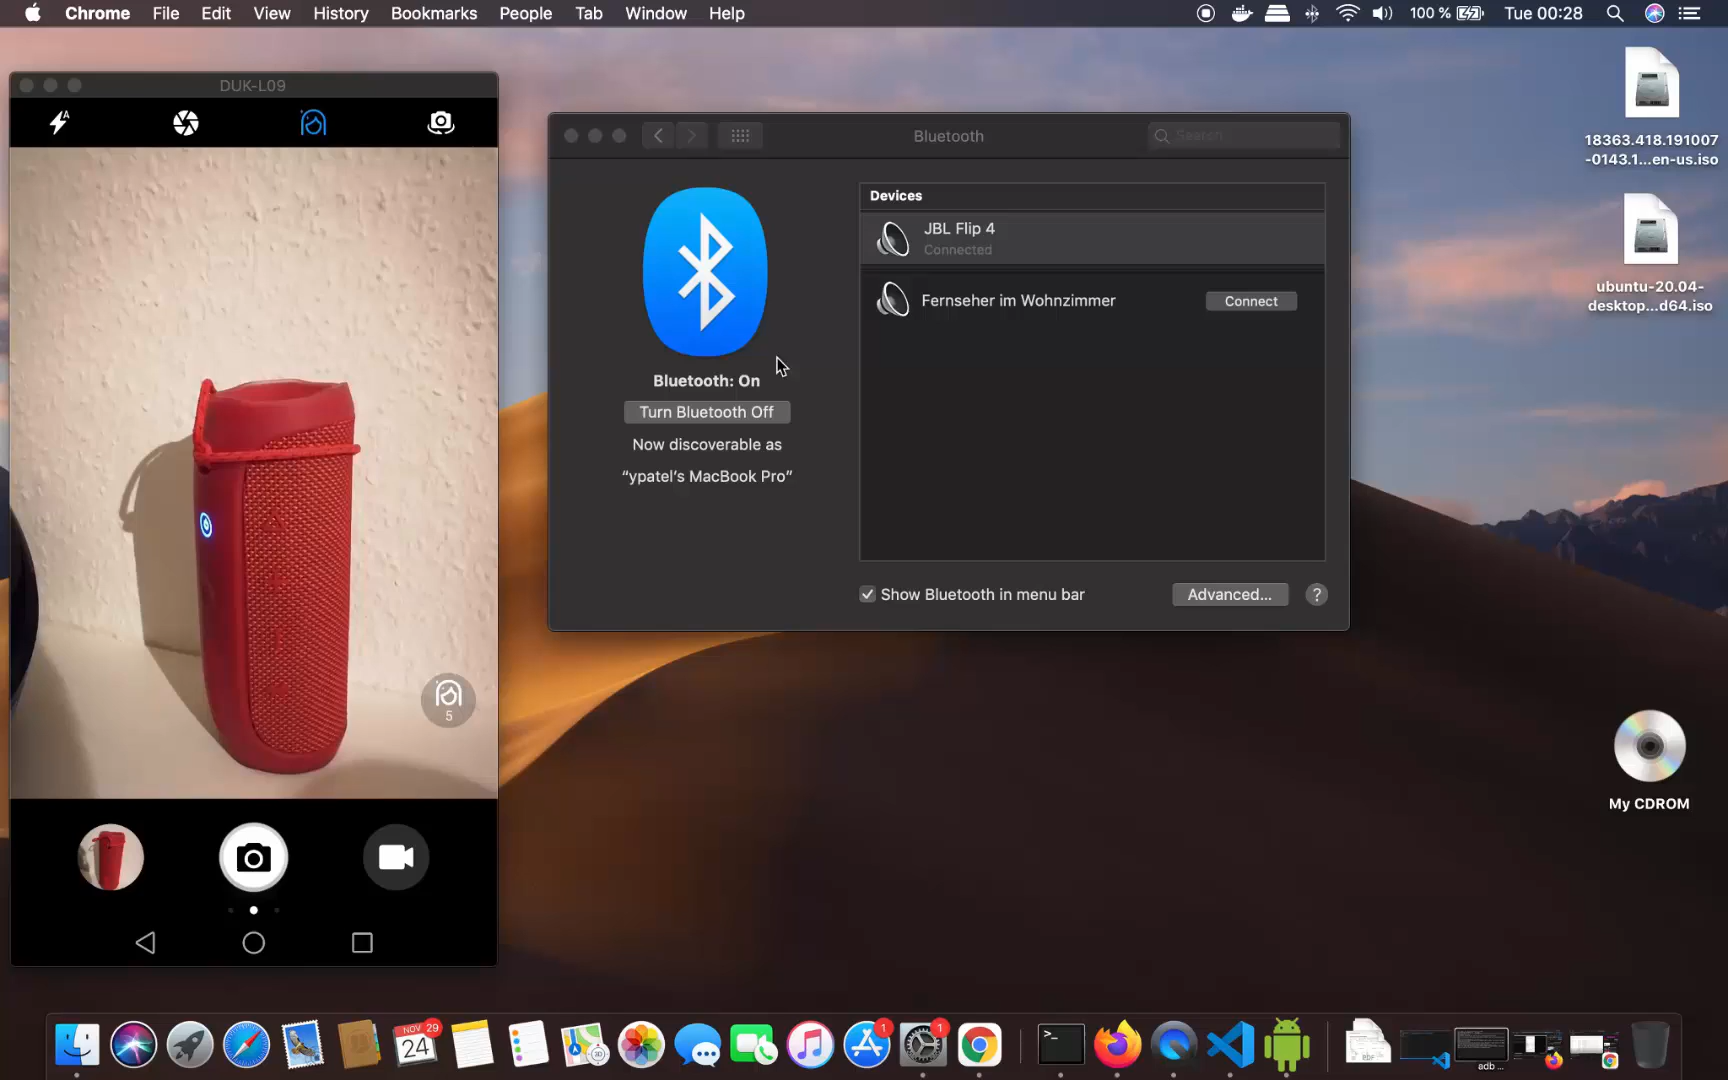 Chrome File Edit View History Bookmarks People Tab Window Help 100 % Tue 00:28
DUK-L09
Bluetooth
Search
Devices
JBL Flip 4
Connected
Fernseher im Wohnzimmer
Connect
Bluetooth: On
Turn Bluetooth Off
Now discoverable as
“ypatel’s MacBook Pro”
Show Bluetooth in menu bar
Advanced...
?
5
18363.418.191007
-0143.1...en-us.iso
ubuntu-20.04-
desktop...d64.iso
My CDROM
NOV 29
24
3D
1
1
>_
PDF
adb ...